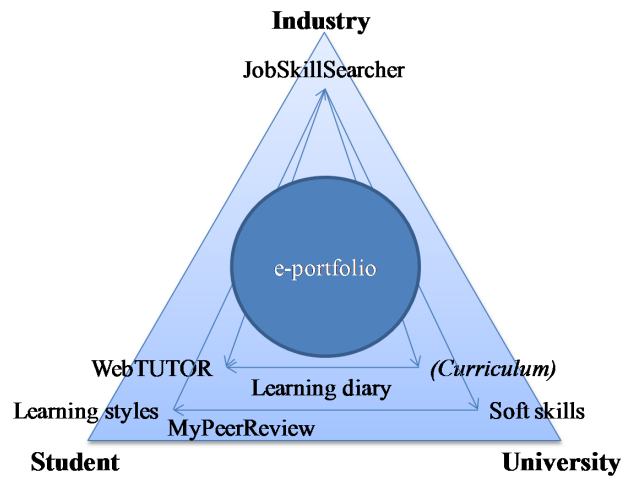 Industry
JobSkillSearcher
e-portfolio
WebTUTOR
(Curriculum)
Learning diary
Learning styles
Soft skills
MyPeerReview
Student
University